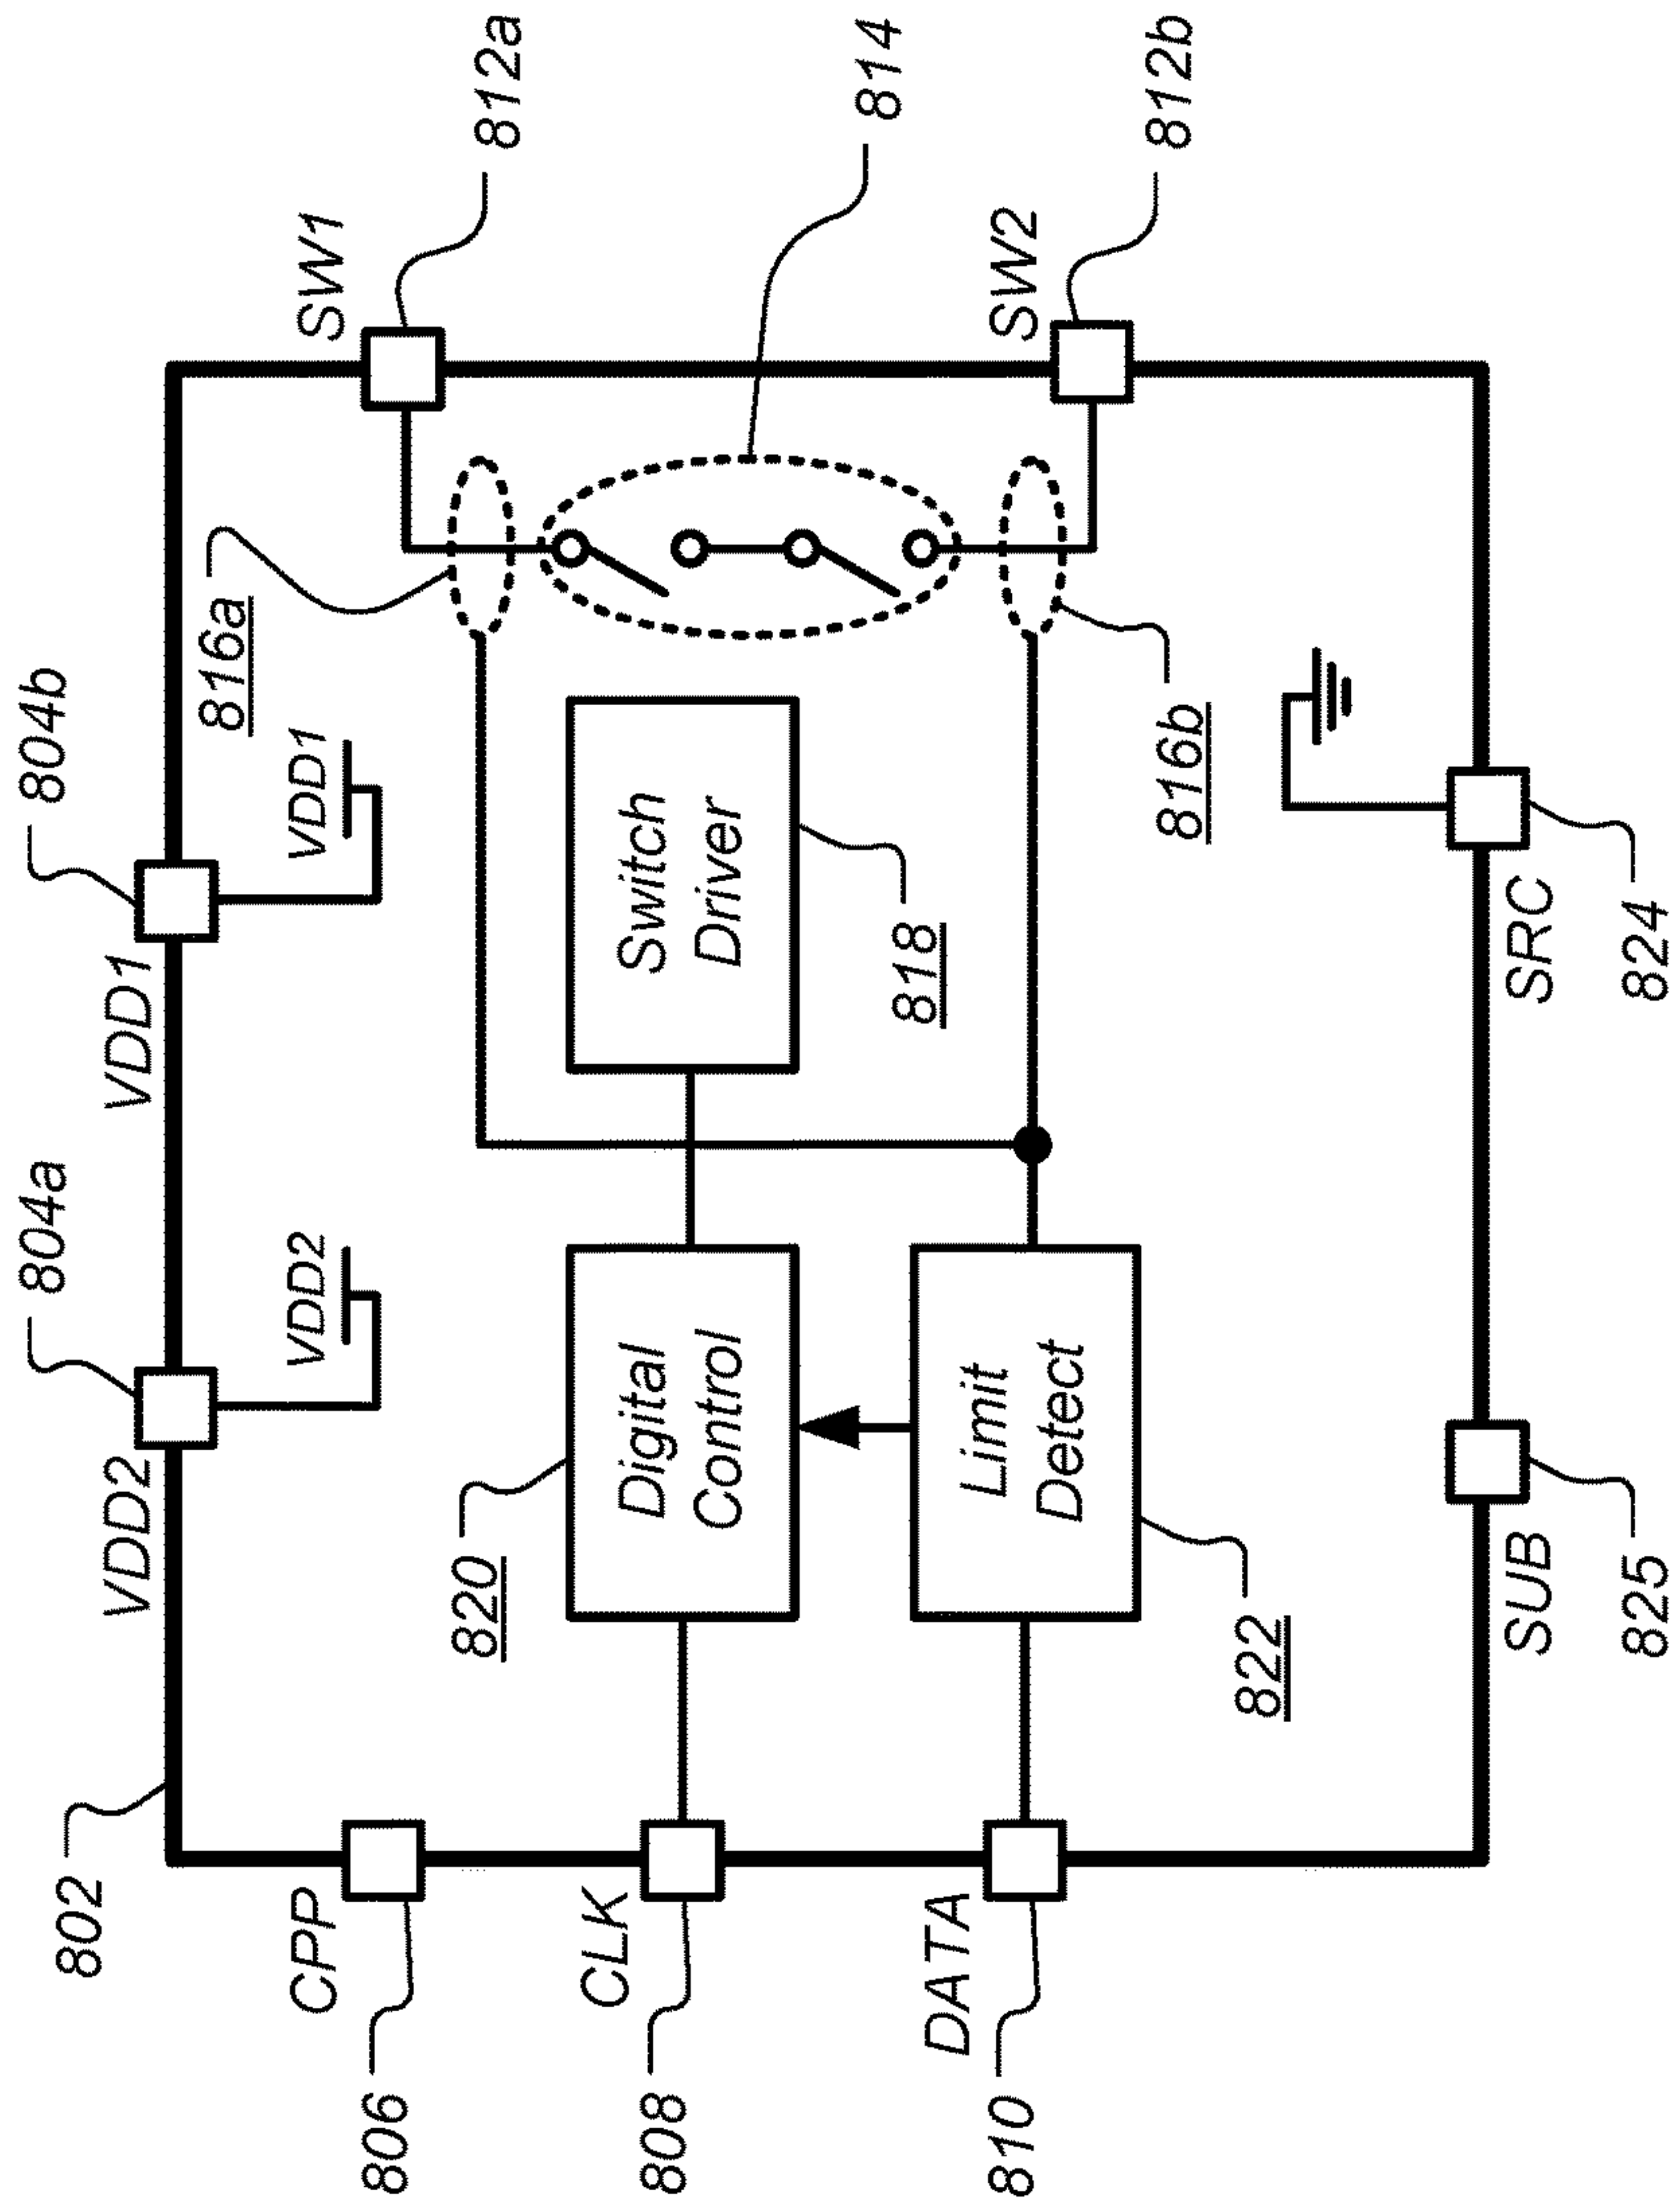 802
804a
804b
VDD2
VDD1
VDD2
VDD1
816a
SW1
812a
CPP
806
820
Digital
Control
Switch
Driver
818
814
CLK
808
Limit
Detect
822
816b
SW2
812b
DATA
810
SUB
825
SRC
824